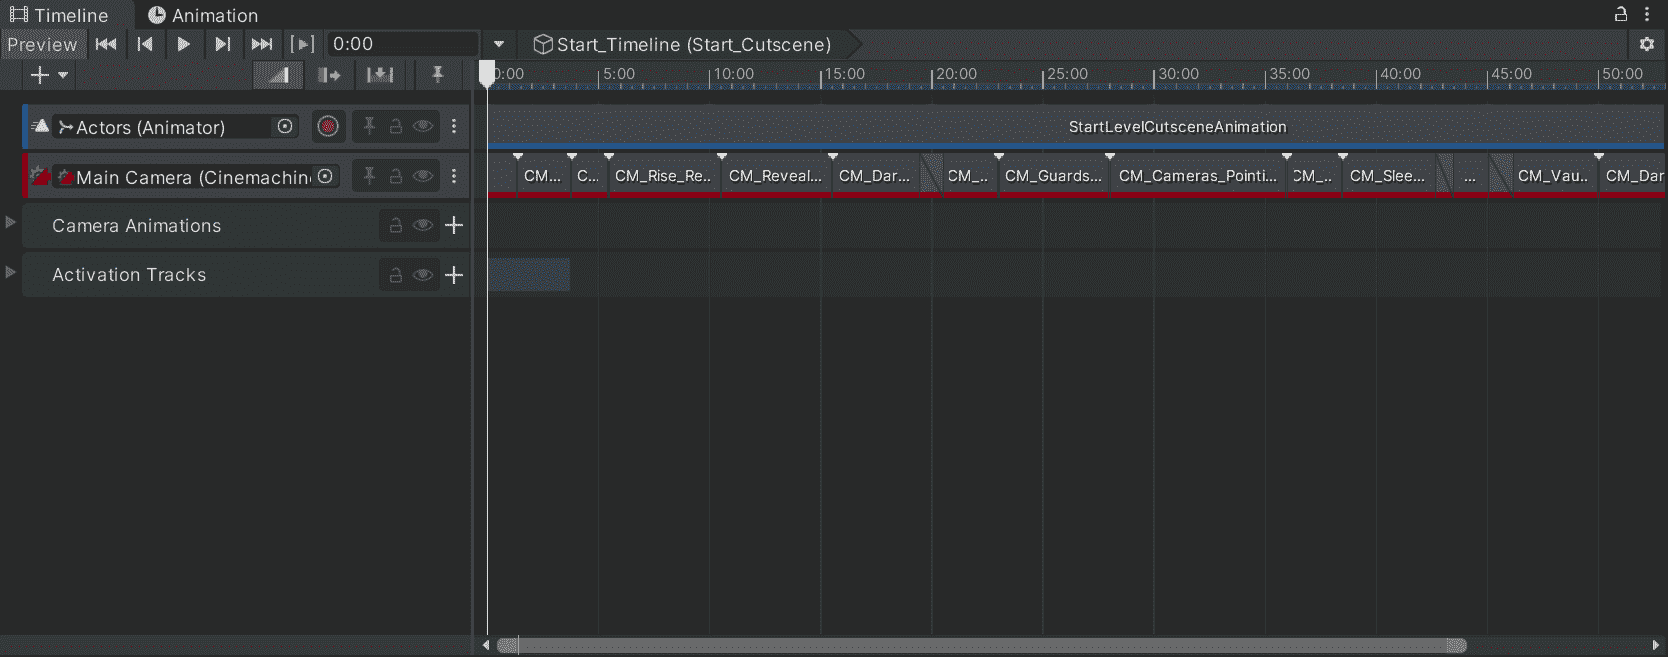 Timeline Animation
Preview 0:00 Start_Timeline (Start_Cutscene)
0:00 5:00 10:00 15:00 20:00 25:00 30:00 35:00 40:00 45:00 50:00
Actors (Animator) StartLevelCutsceneAnimation
Main Camera (Cinemachin CM... C... CM_Rise_Re.. CM_Reveal... CM_Dar... CM_.. CM_Guards... CM_Cameras_Pointi... CM_.. CM_Slee... ... CM_Vau.. CM_Dar
Camera Animations
Activation Tracks